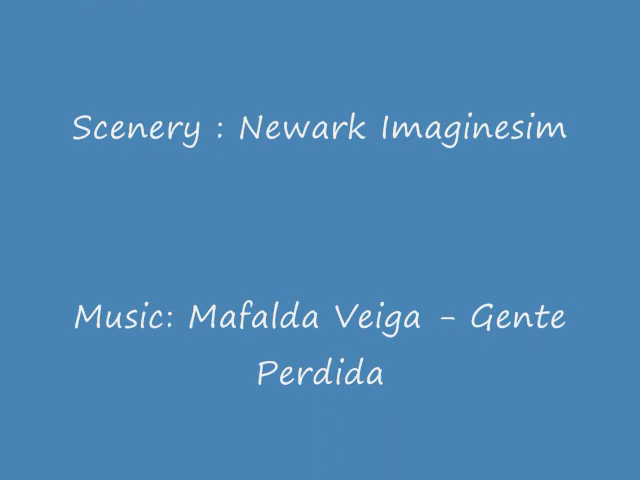 Scenery : Newark Imaginesim
Music: Mafalda Veiga - Gente
Perdida